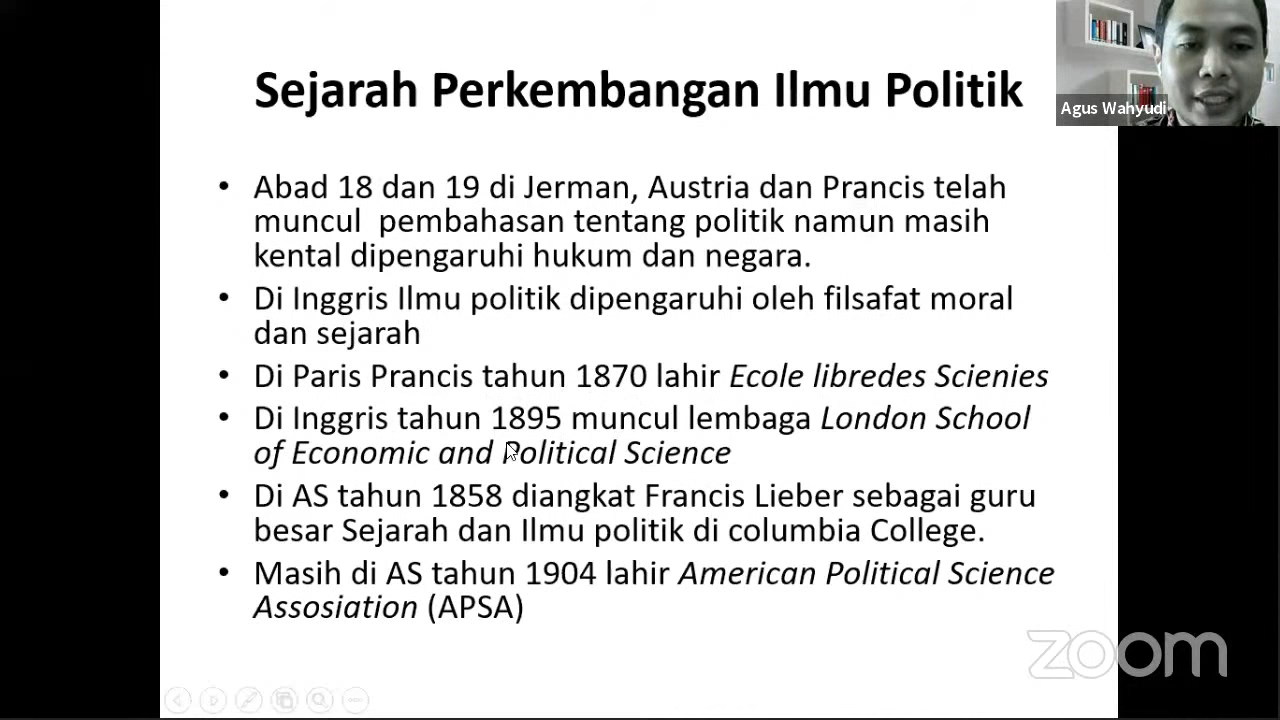 Sejarah Perkembangan Ilmu Politik
Agus Wahyudi
• Abad 18 dan 19 di Jerman, Austria dan Prancis telah
muncul pembahasan tentang politik namun masih
kental dipengaruhi hukum dan negara.
• Di Inggris Ilmu politik dipengaruhi oleh filsafat moral
dan sejarah
• Di Paris Prancis tahun 1870 lahir Ecole libredes Scienies
• Di Inggris tahun 1895 muncul lembaga London School
of Economic and Political Science
• Di AS tahun 1858 diangkat Francis Lieber sebagai guru
besar Sejarah dan Ilmu politik di columbia College.
• Masih di AS tahun 1904 lahir American Political Science
Assosiation (APSA)
zoom